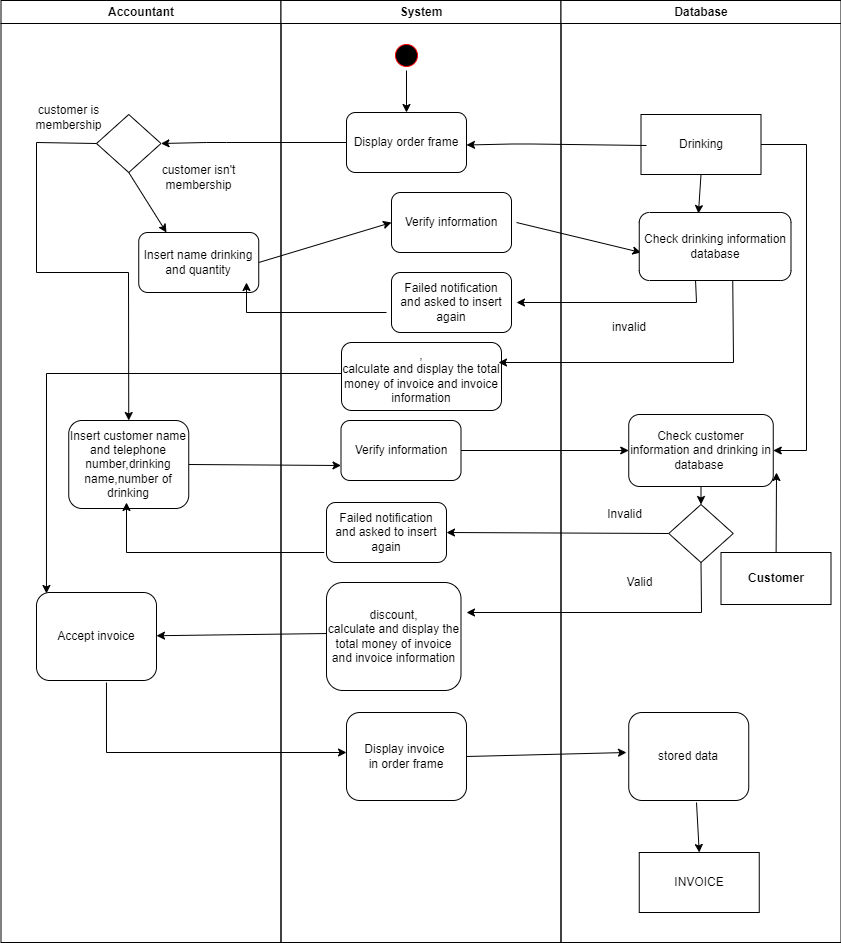 Accountant
System
Database
customer is
membership
Display order frame
Drinking
customer isn't
membership
Verify information
Insert name drinking
and quantity
Check drinking information
database
Failed notification
and asked to insert
again
invalid
,
calculate and display the total
money of invoice and invoice
information
Insert customer name
and telephone
number,drinking
name,number of
drinking
Verify information
Check customer
information and drinking in
database
Failed notification
and asked to insert
again
Invalid
Customer
Valid
discount,
calculate and display the
total money of invoice
and invoice information
Accept invoice
Display invoice
in order frame
stored data
INVOICE